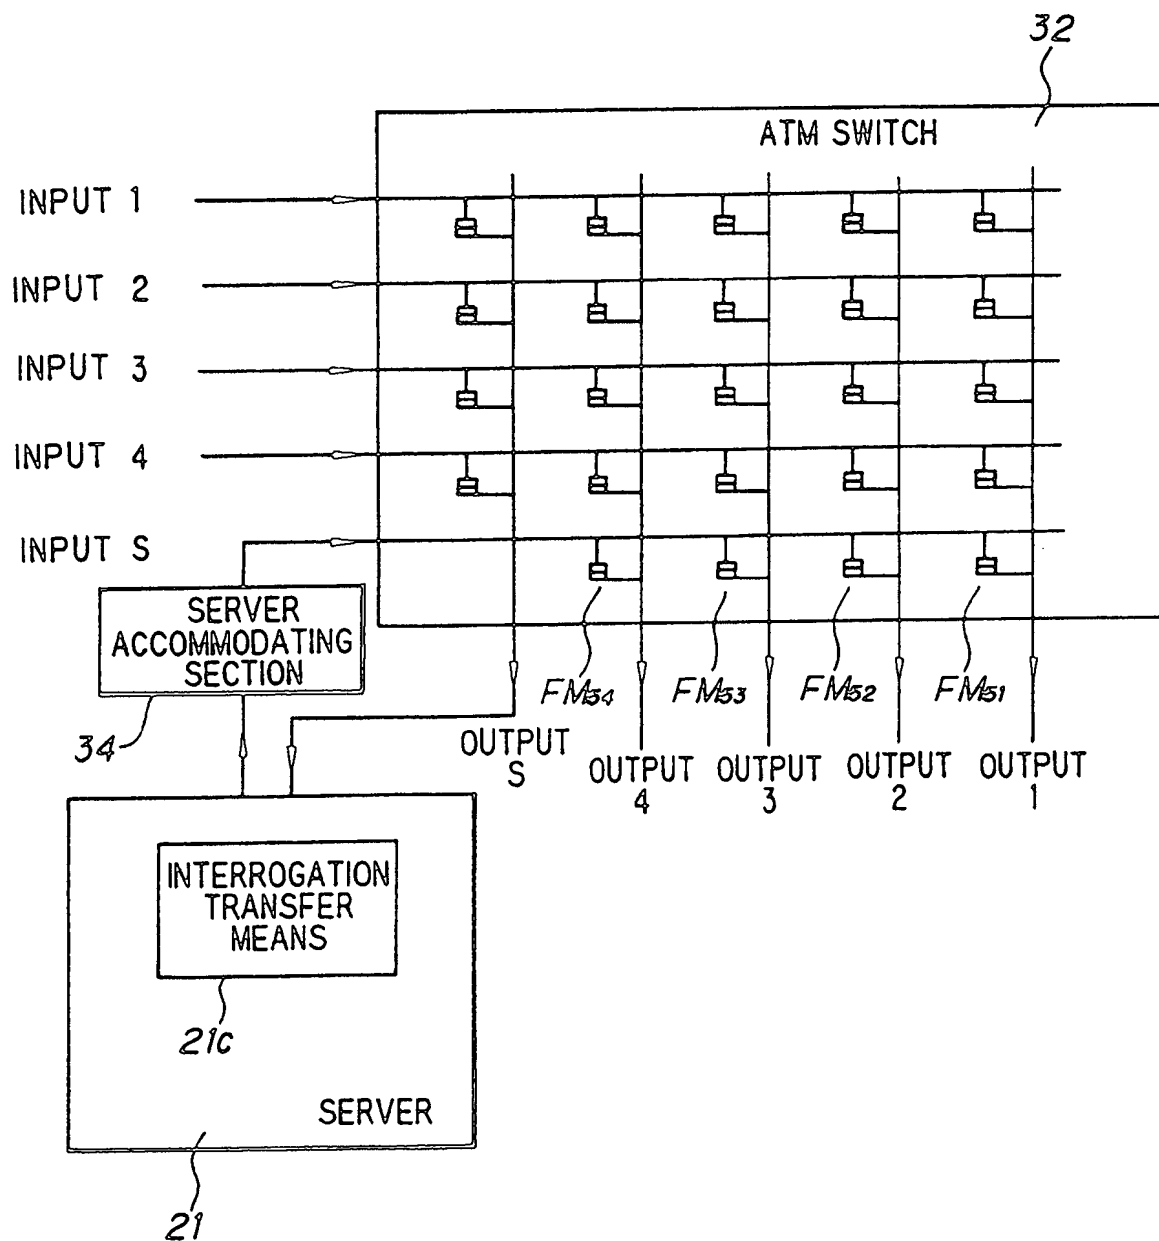 32
ATM SWITCH
INPUT 1
INPUT 2
INPUT 3
INPUT 4
INPUT S
SERVER
ACCOMMODATING
SECTION
34
FM54
FM53
FM52
FM51
OUTPUT
S
OUTPUT
4
OUTPUT
3
OUTPUT
2
OUTPUT
1
INTERROGATION
TRANSFER
MEANS
21c
SERVER
21